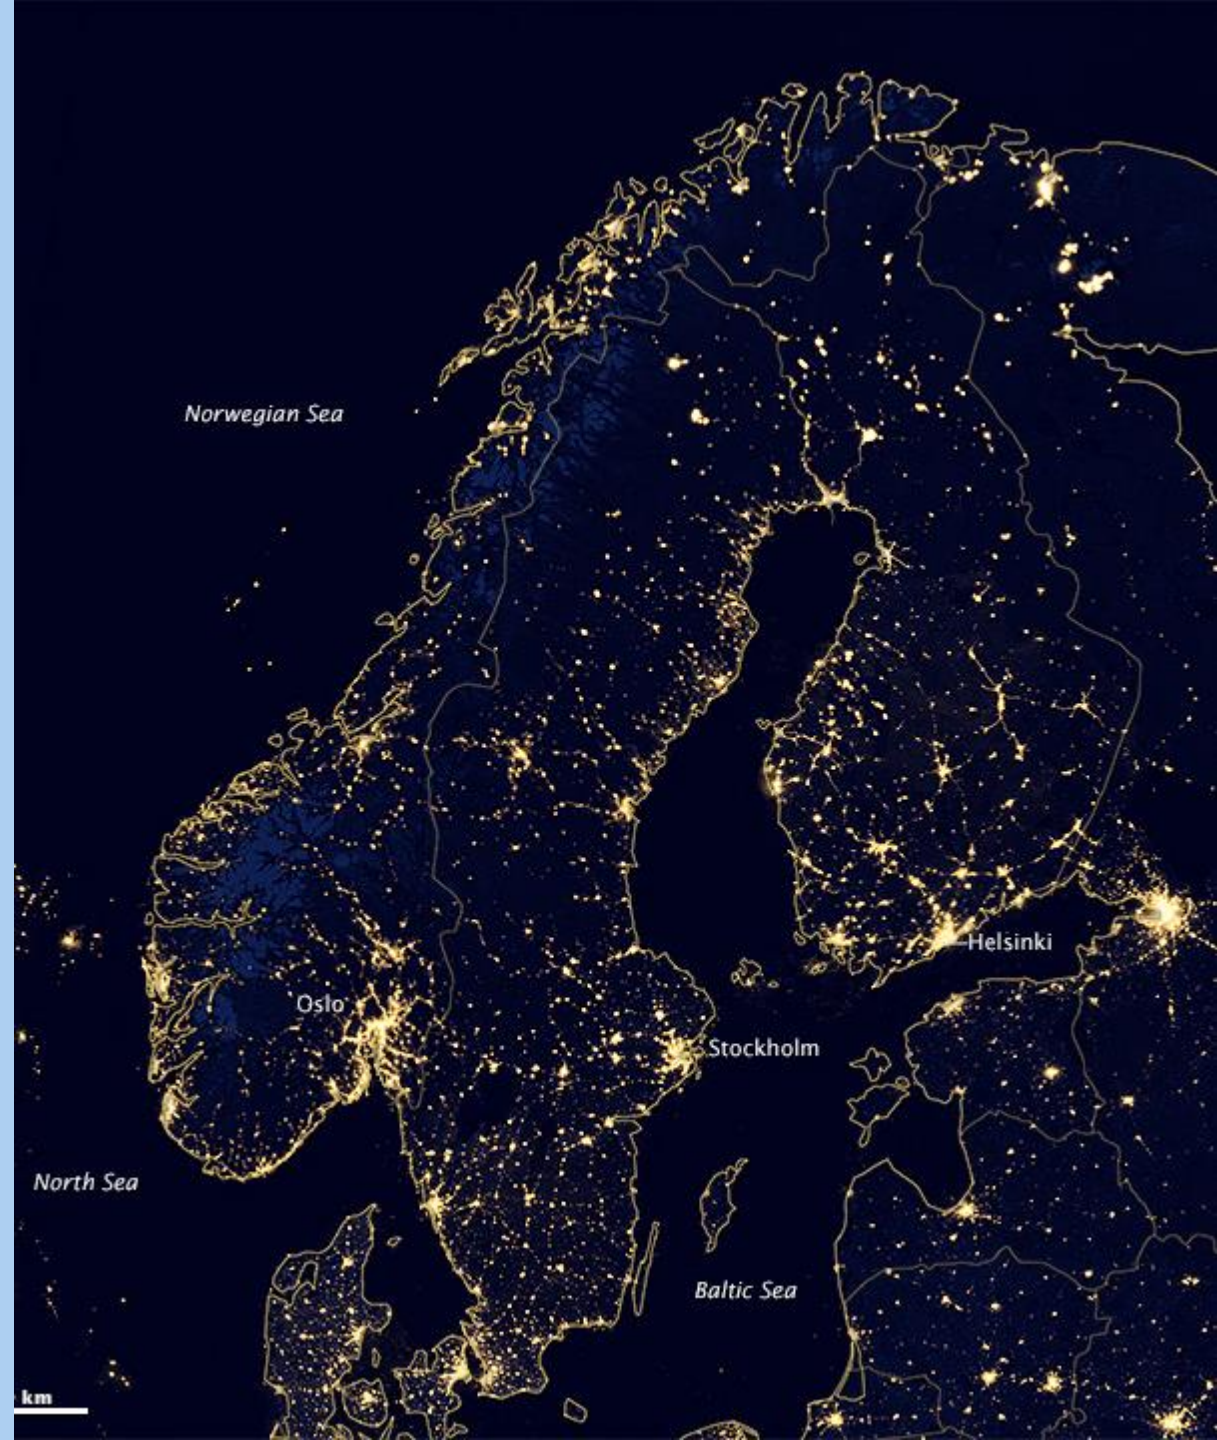 Norwegian Sea
Helsinki
Oslo
Stockholm
North Sea
Baltic Sea
km